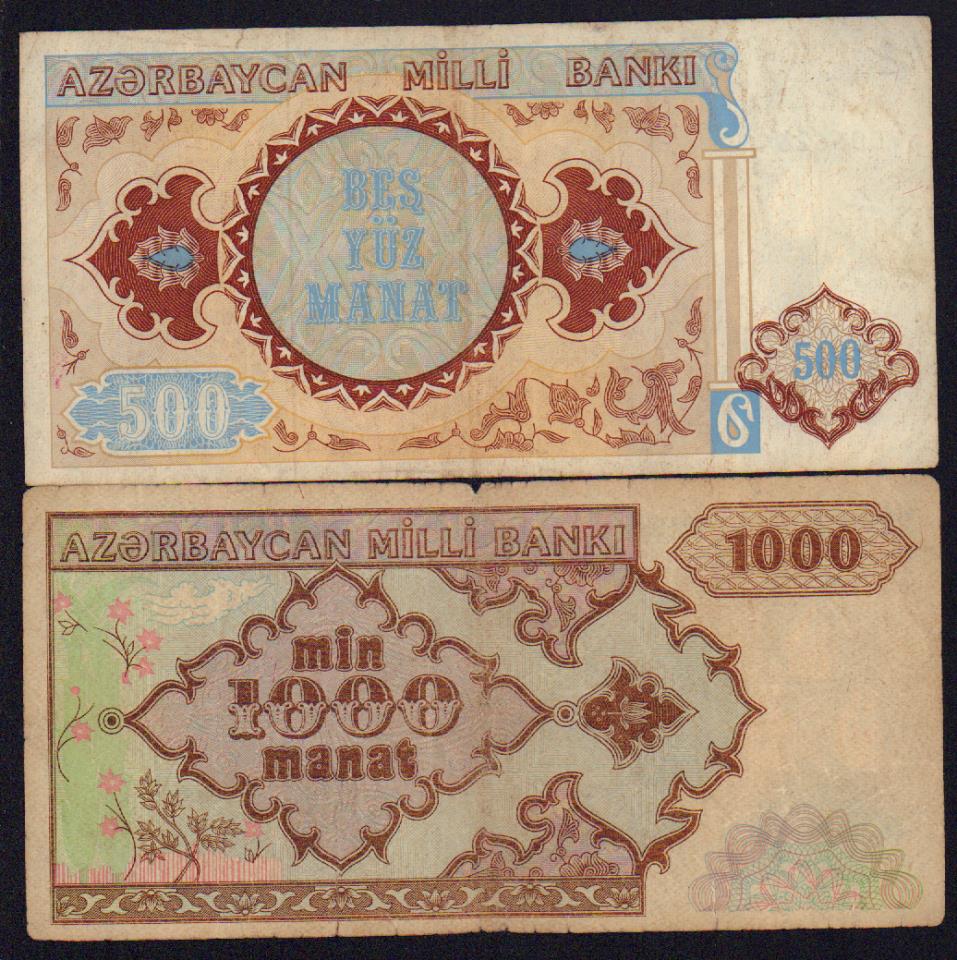 AZƏRBAYCAN MİLLİ BANKI
BEŞ
YÜZ
MANAT
500
500
AZƏRBAYCAN MİLLİ BANKI
1000
min
1000
manat